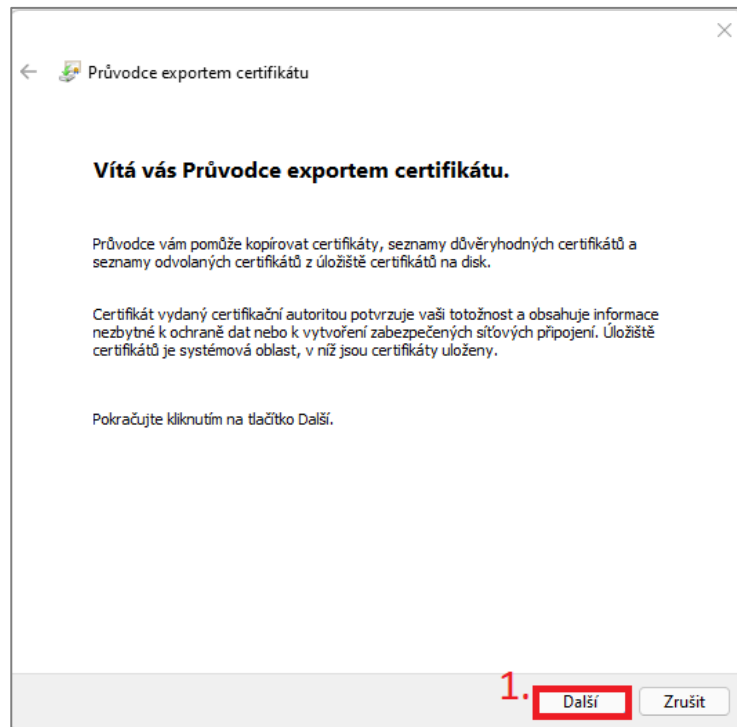 Průvodce exportem certifikátu
Vítá vás Průvodce exportem certifikátu.
Průvodce vám pomůže kopírovat certifikáty, seznamy důvěryhodných certifikátů a
seznamy odvolaných certifikátů z úložiště certifikátů na disk.
Certifikát vydaný certifikační autoritou potvrzuje vaši totožnost a obsahuje informace
nezbytné k ochraně dat nebo k vytvoření zabezpečených síťových připojení. Úložiště
certifikátů je systémová oblast, v níž jsou certifikáty uloženy.
Pokračujte kliknutím na tlačítko Další.
1. Další Zrušit